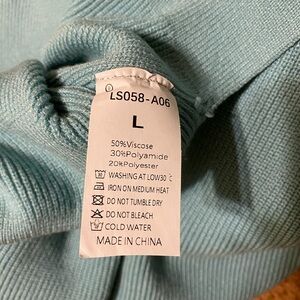 LS058-A06
L
50%Viscose
30%Polyamide
20%Polyester
WASHING AT LOW30℃
IRON ON MEDIUM HEAT
DO NOT TUMBLE DRY
DO NOT BLEACH
COLD WATER
MADE IN CHINA